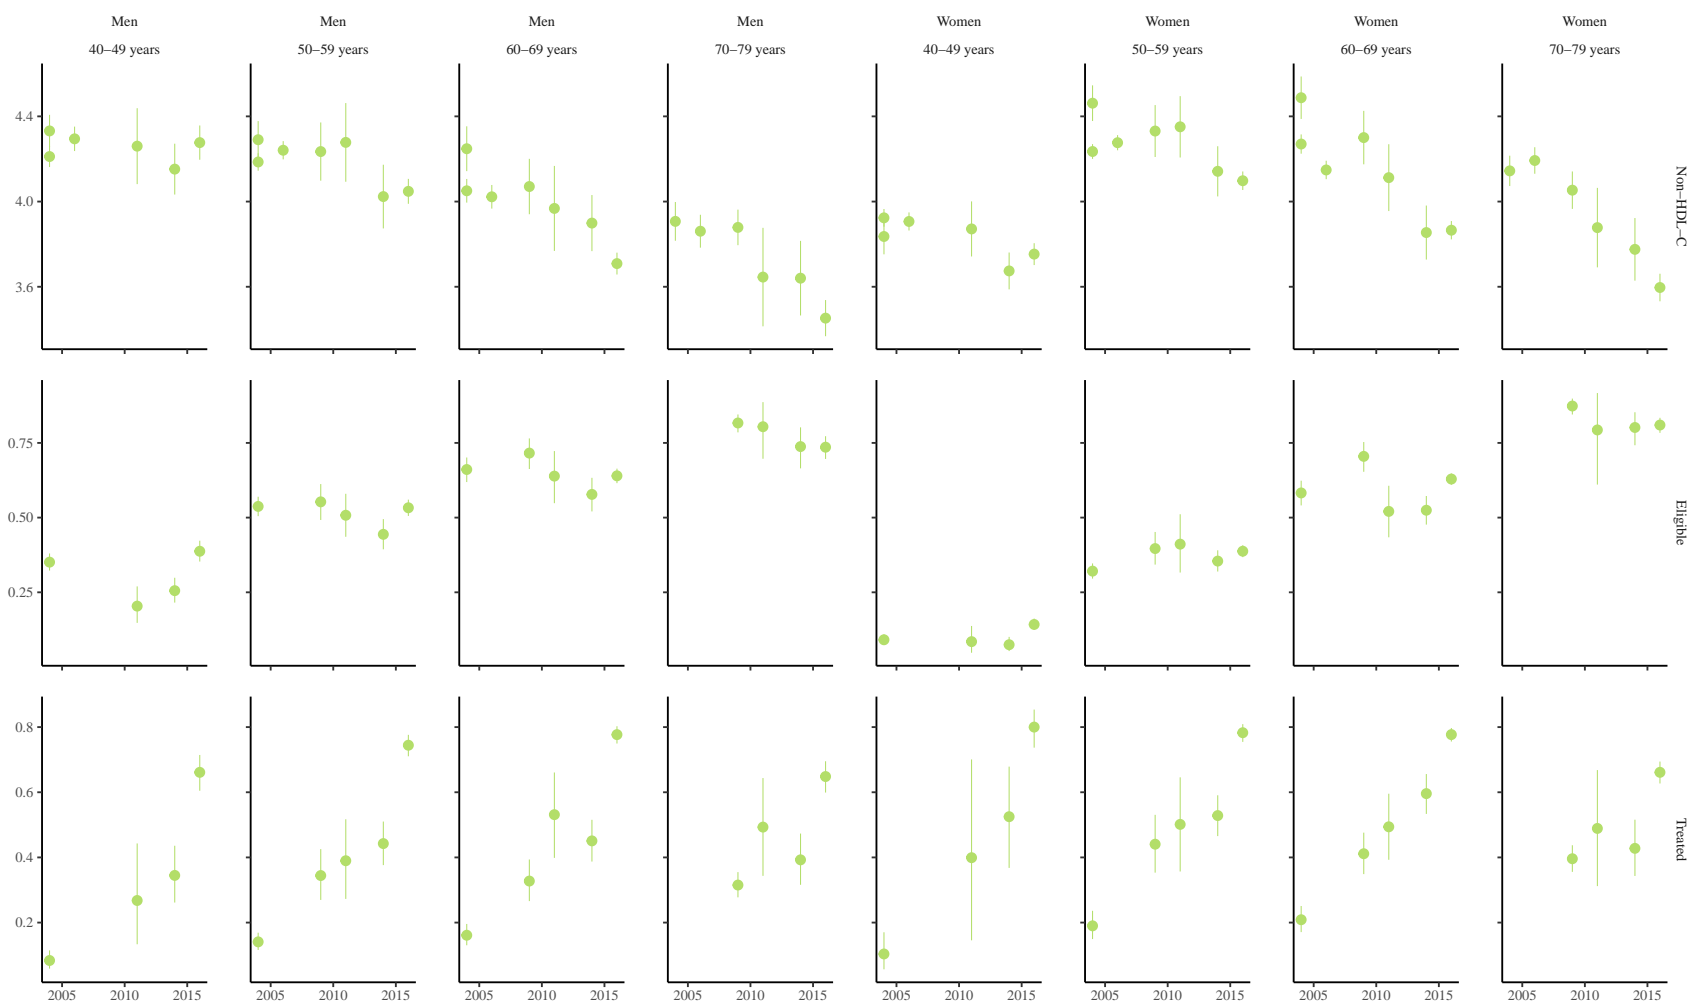 Men Men Men Men Women Women Women Women
40–49 years 50–59 years 60–69 years 70–79 years 40–49 years 50–59 years 60–69 years 70–79 years
4.4
4.0
3.6
Non−HDL−C
0.75
0.50
0.25
Eligible
0.8
0.6
0.4
0.2
Treated
2005 2010 2015 2005 2010 2015 2005 2010 2015 2005 2010 2015 2005 2010 2015 2005 2010 2015 2005 2010 2015 2005 2010 2015